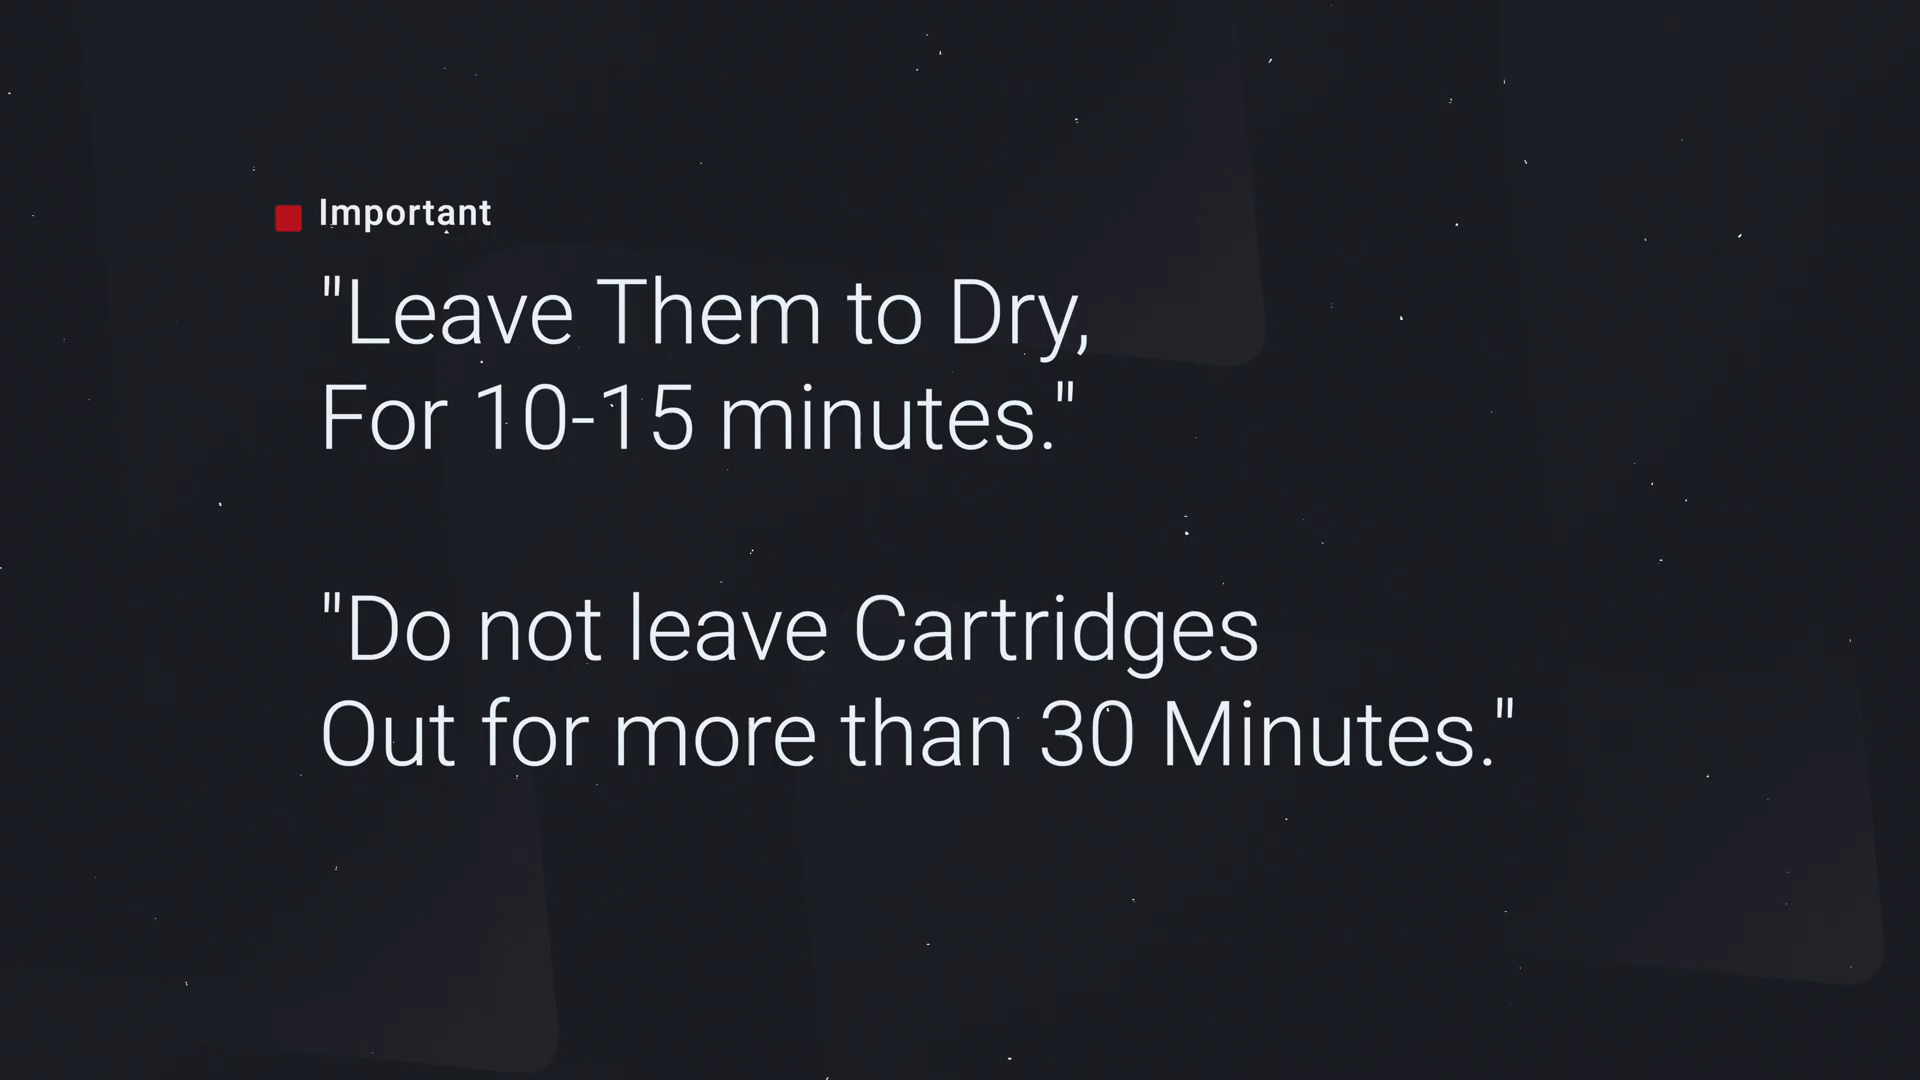 Important
"Leave Them to Dry,
For 10-15 minutes."
"Do not leave Cartridges
Out for more than 30 Minutes."